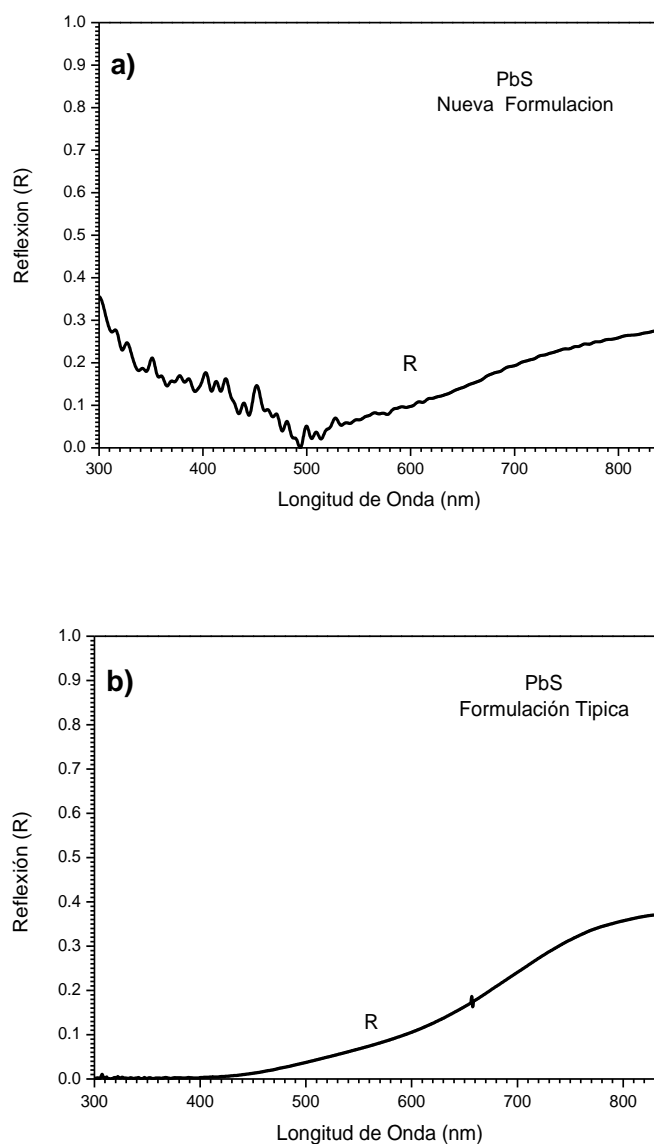 a)
PbS
Nueva Formulacion
1.0
0.9
0.8
0.7
0.6
0.5
0.4
0.3
0.2
0.1
0.0
Reflexion (R)
R
300 400 500 600 700 800
Longitud de Onda (nm)
b)
PbS
Formulación Tipica
1.0
0.9
0.8
0.7
0.6
0.5
0.4
0.3
0.2
0.1
0.0
Reflexión (R)
R
300 400 500 600 700 800
Longitud de Onda (nm)